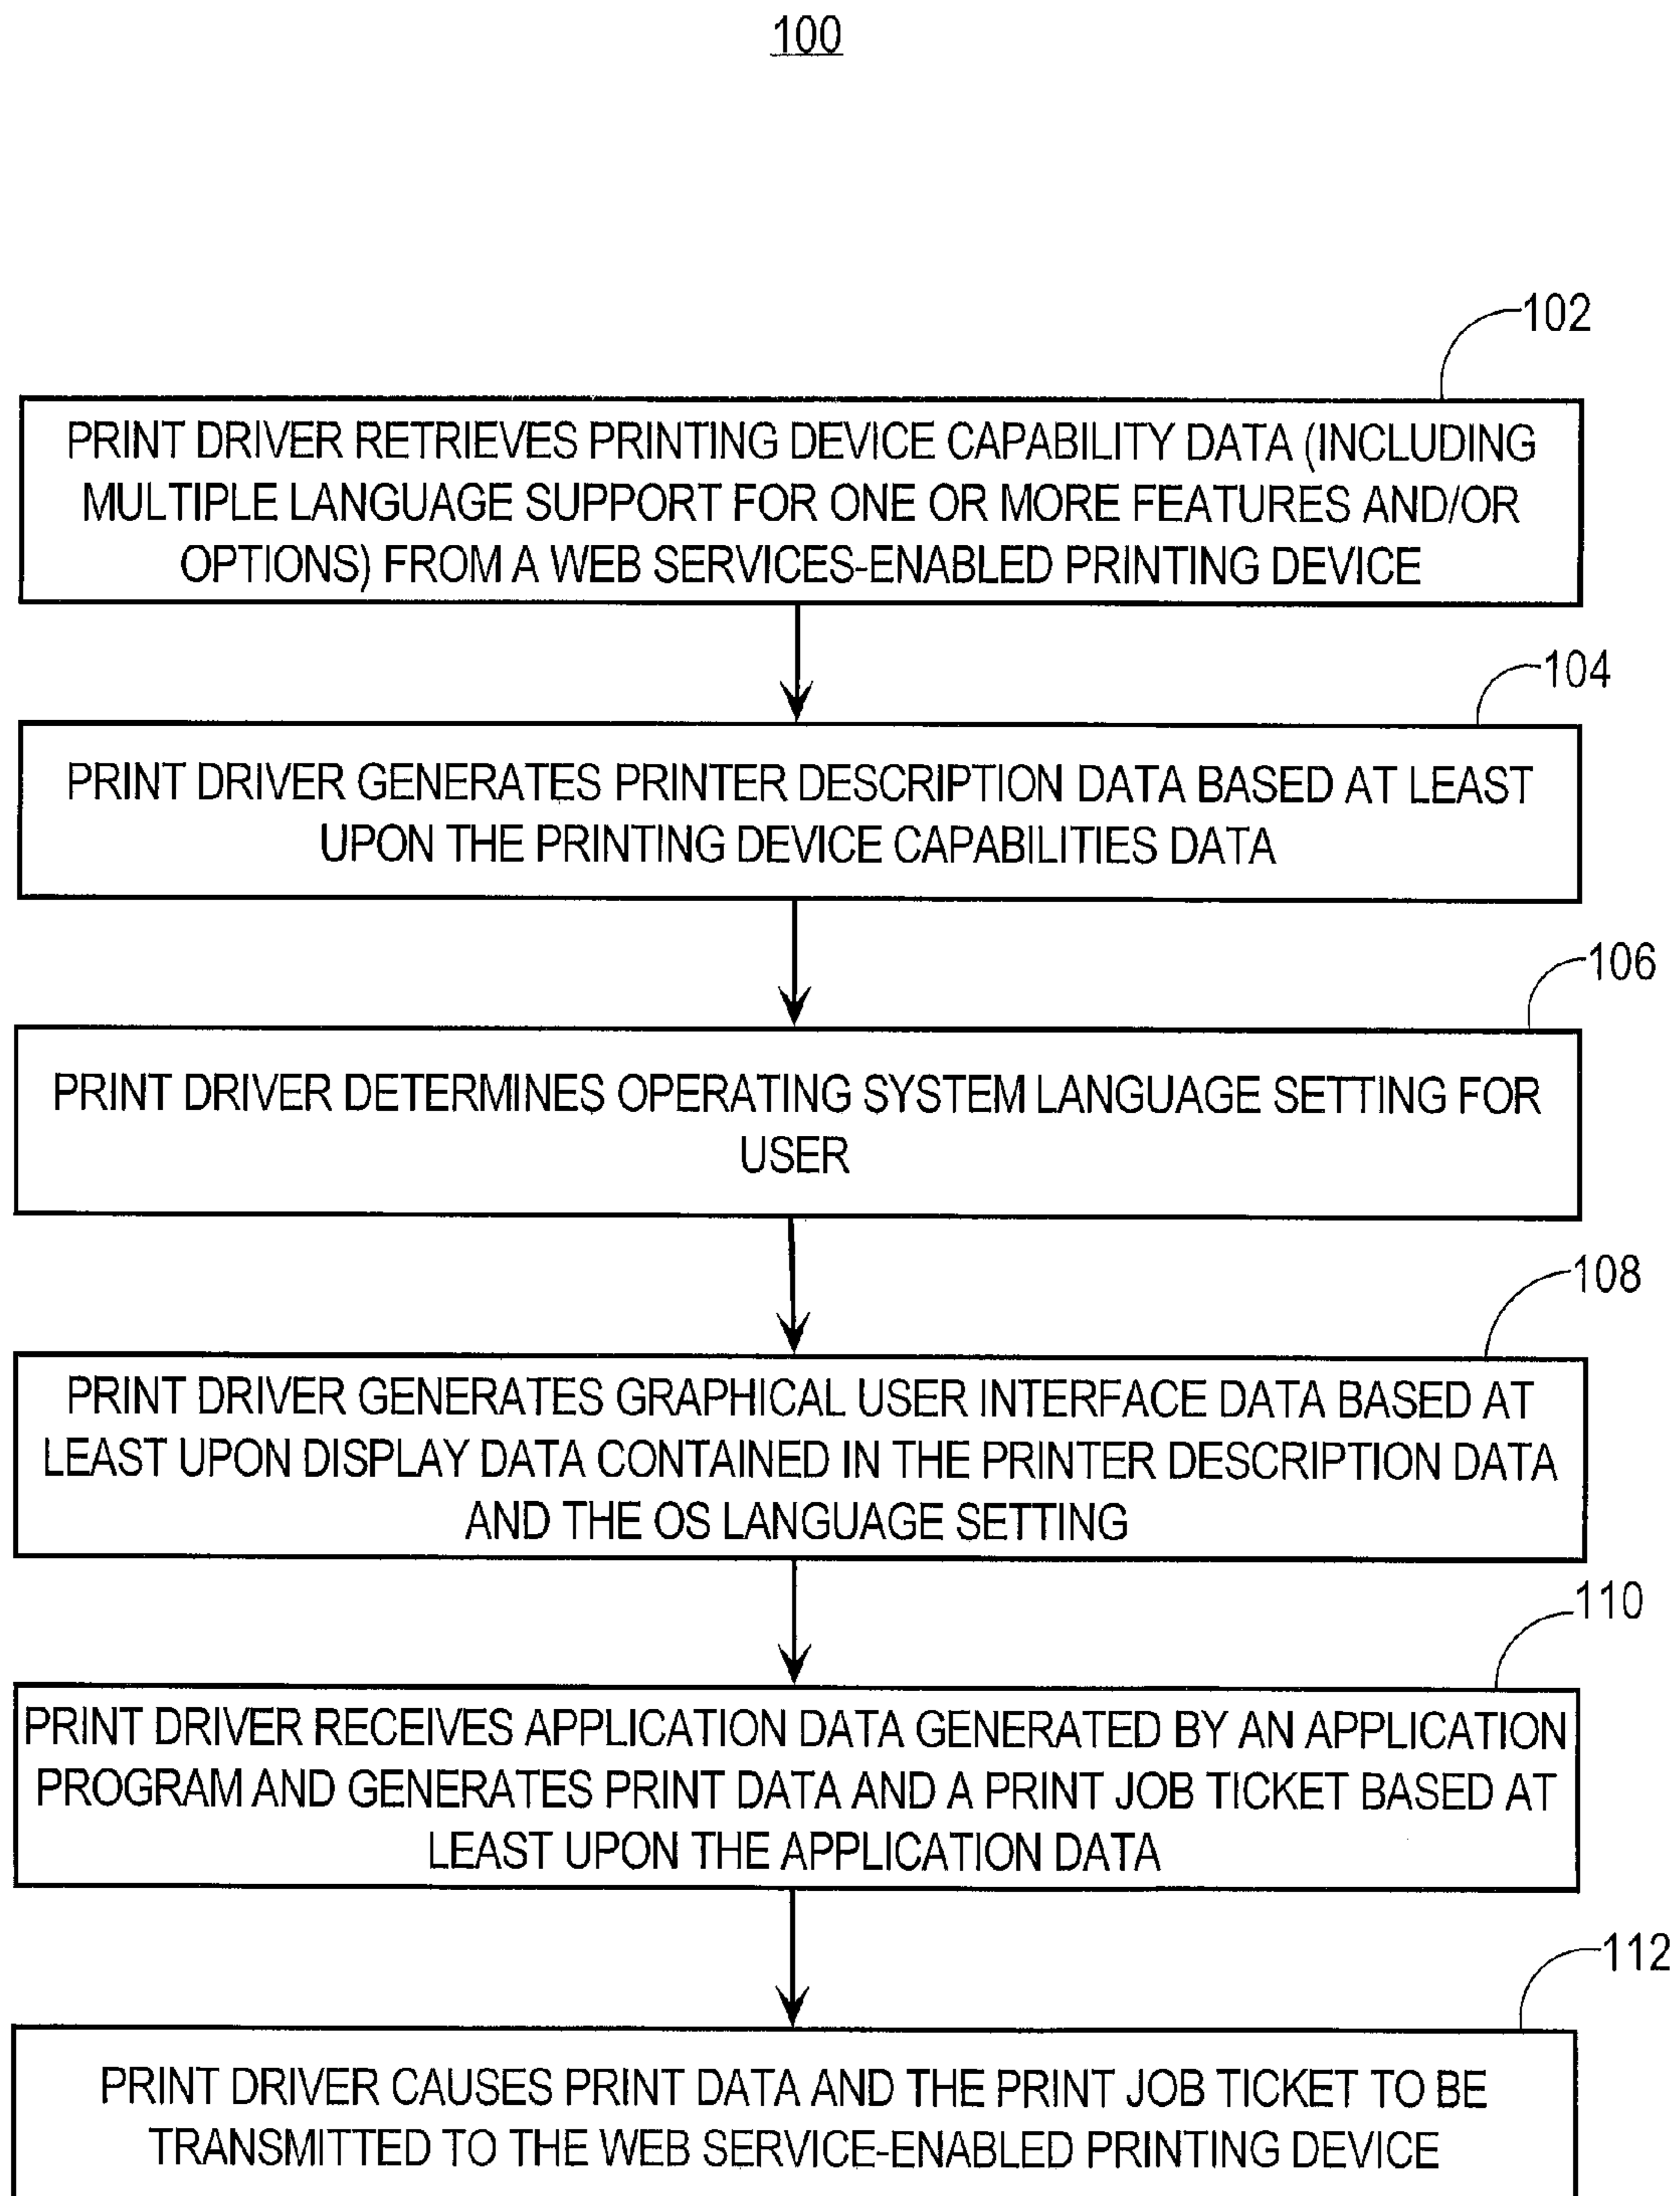 100
102
PRINT DRIVER RETRIEVES PRINTING DEVICE CAPABILITY DATA (INCLUDING
MULTIPLE LANGUAGE SUPPORT FOR ONE OR MORE FEATURES AND/OR
OPTIONS) FROM A WEB SERVICES-ENABLED PRINTING DEVICE
104
PRINT DRIVER GENERATES PRINTER DESCRIPTION DATA BASED AT LEAST
UPON THE PRINTING DEVICE CAPABILITIES DATA
106
PRINT DRIVER DETERMINES OPERATING SYSTEM LANGUAGE SETTING FOR
USER
108
PRINT DRIVER GENERATES GRAPHICAL USER INTERFACE DATA BASED AT
LEAST UPON DISPLAY DATA CONTAINED IN THE PRINTER DESCRIPTION DATA
AND THE OS LANGUAGE SETTING
110
PRINT DRIVER RECEIVES APPLICATION DATA GENERATED BY AN APPLICATION
PROGRAM AND GENERATES PRINT DATA AND A PRINT JOB TICKET BASED AT
LEAST UPON THE APPLICATION DATA
112
PRINT DRIVER CAUSES PRINT DATA AND THE PRINT JOB TICKET TO BE
TRANSMITTED TO THE WEB SERVICE-ENABLED PRINTING DEVICE